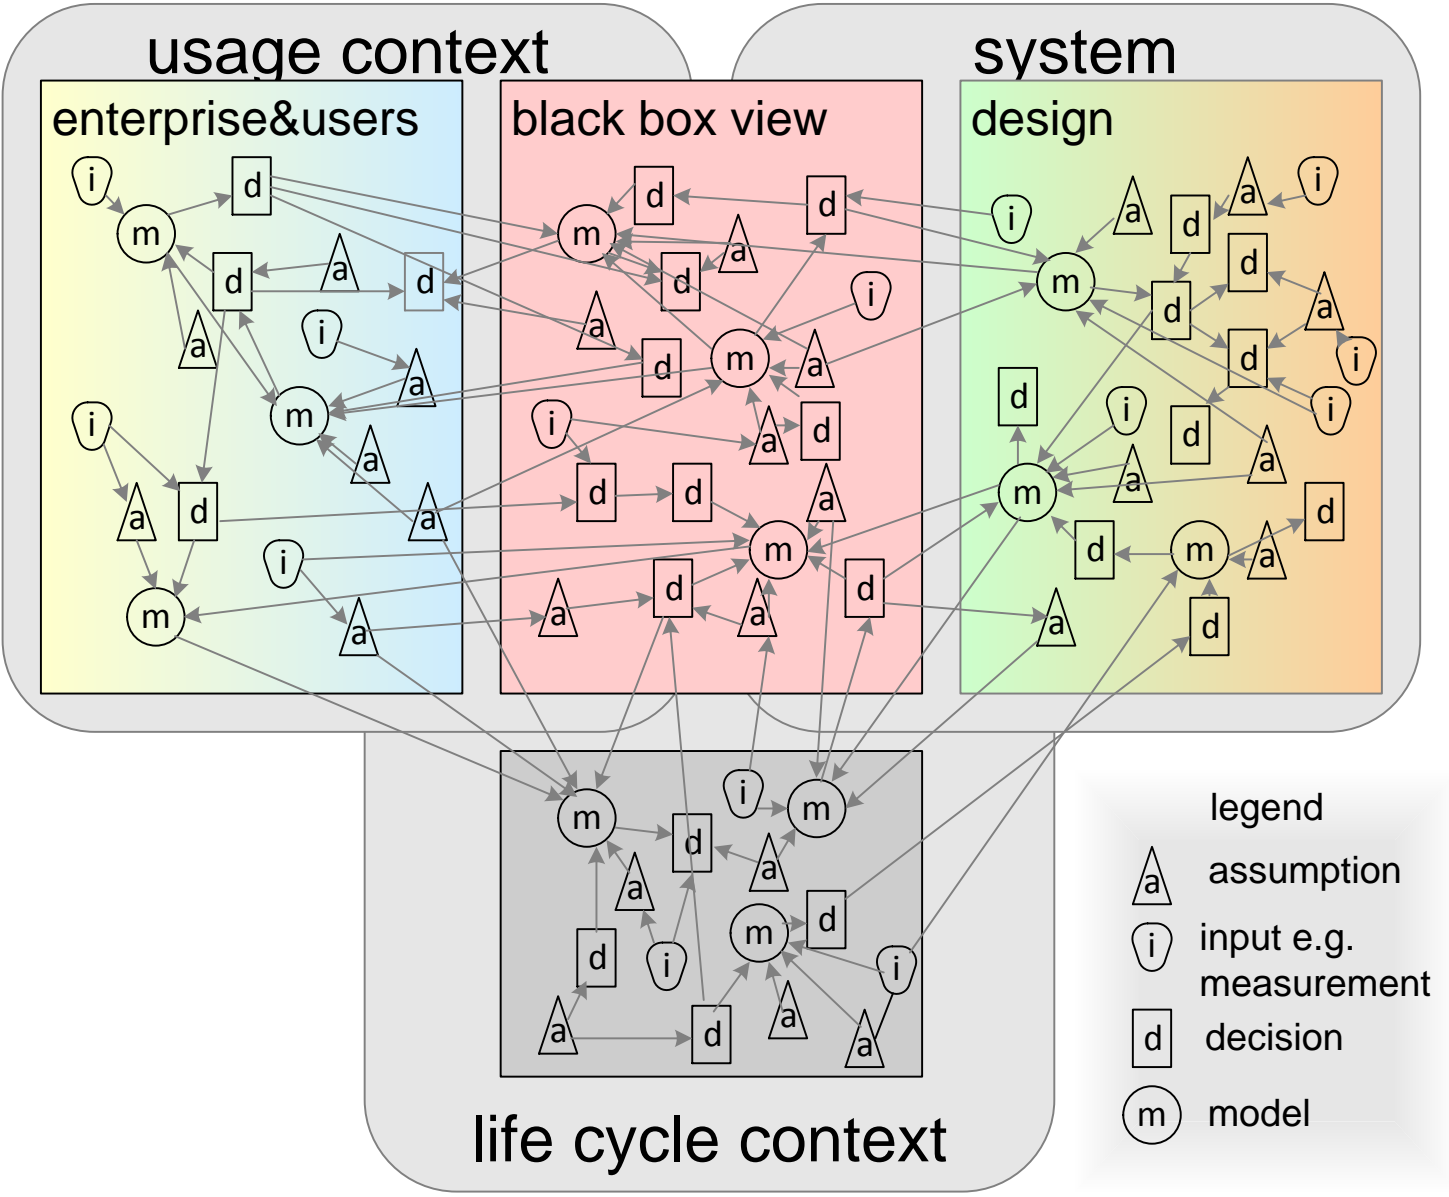 usage context
system
enterprise&users
black box view
design
i
d
m
d
a
d
a
i
a
m
i
a
a
d
a
i
m
a
d
d
m
d
a
i
a
m
d
a
i
a
d
d
d
a
m
d
a
a
d
i
a
d
a
i
d
m
d
a
d
d
i
d
i
i
d
a
m
a
d
d
m
a
a
d
i
m
m
d
a
a
d
m
d
i
i
a
a
d
a
life cycle context
legend
a
assumption
i
input e.g.
measurement
d
decision
m
model